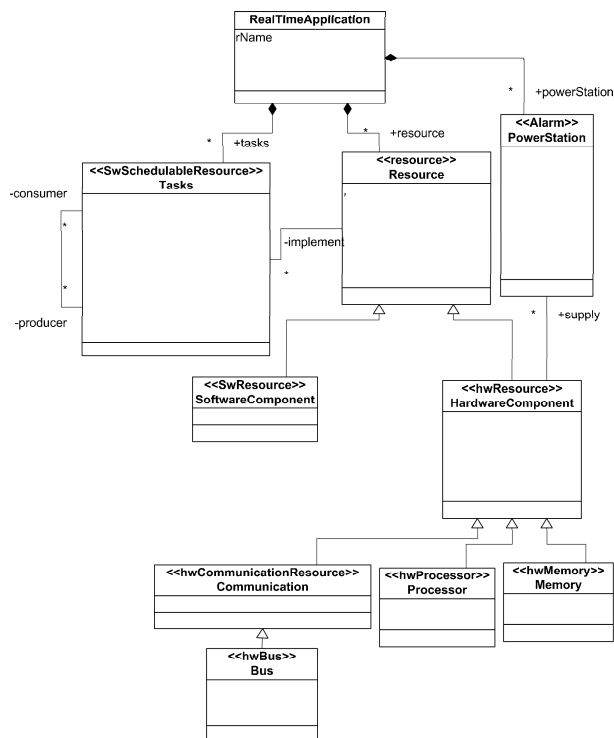 RealTimeApplication
rName
* +powerStation
<<Alarm>>
PowerStation
* +tasks
* +resource
<<SwSchedulableResource>>
Tasks
<<resource>>
Resource
-consumer
*
*
-producer
-implement
*
* +supply
<<SwResource>>
SoftwareComponent
<<hwResource>>
HardwareComponent
<<hwCommunicationResource>>
Communication
<<hwProcessor>>
Processor
<<hwMemory>>
Memory
<<hwBus>>
Bus